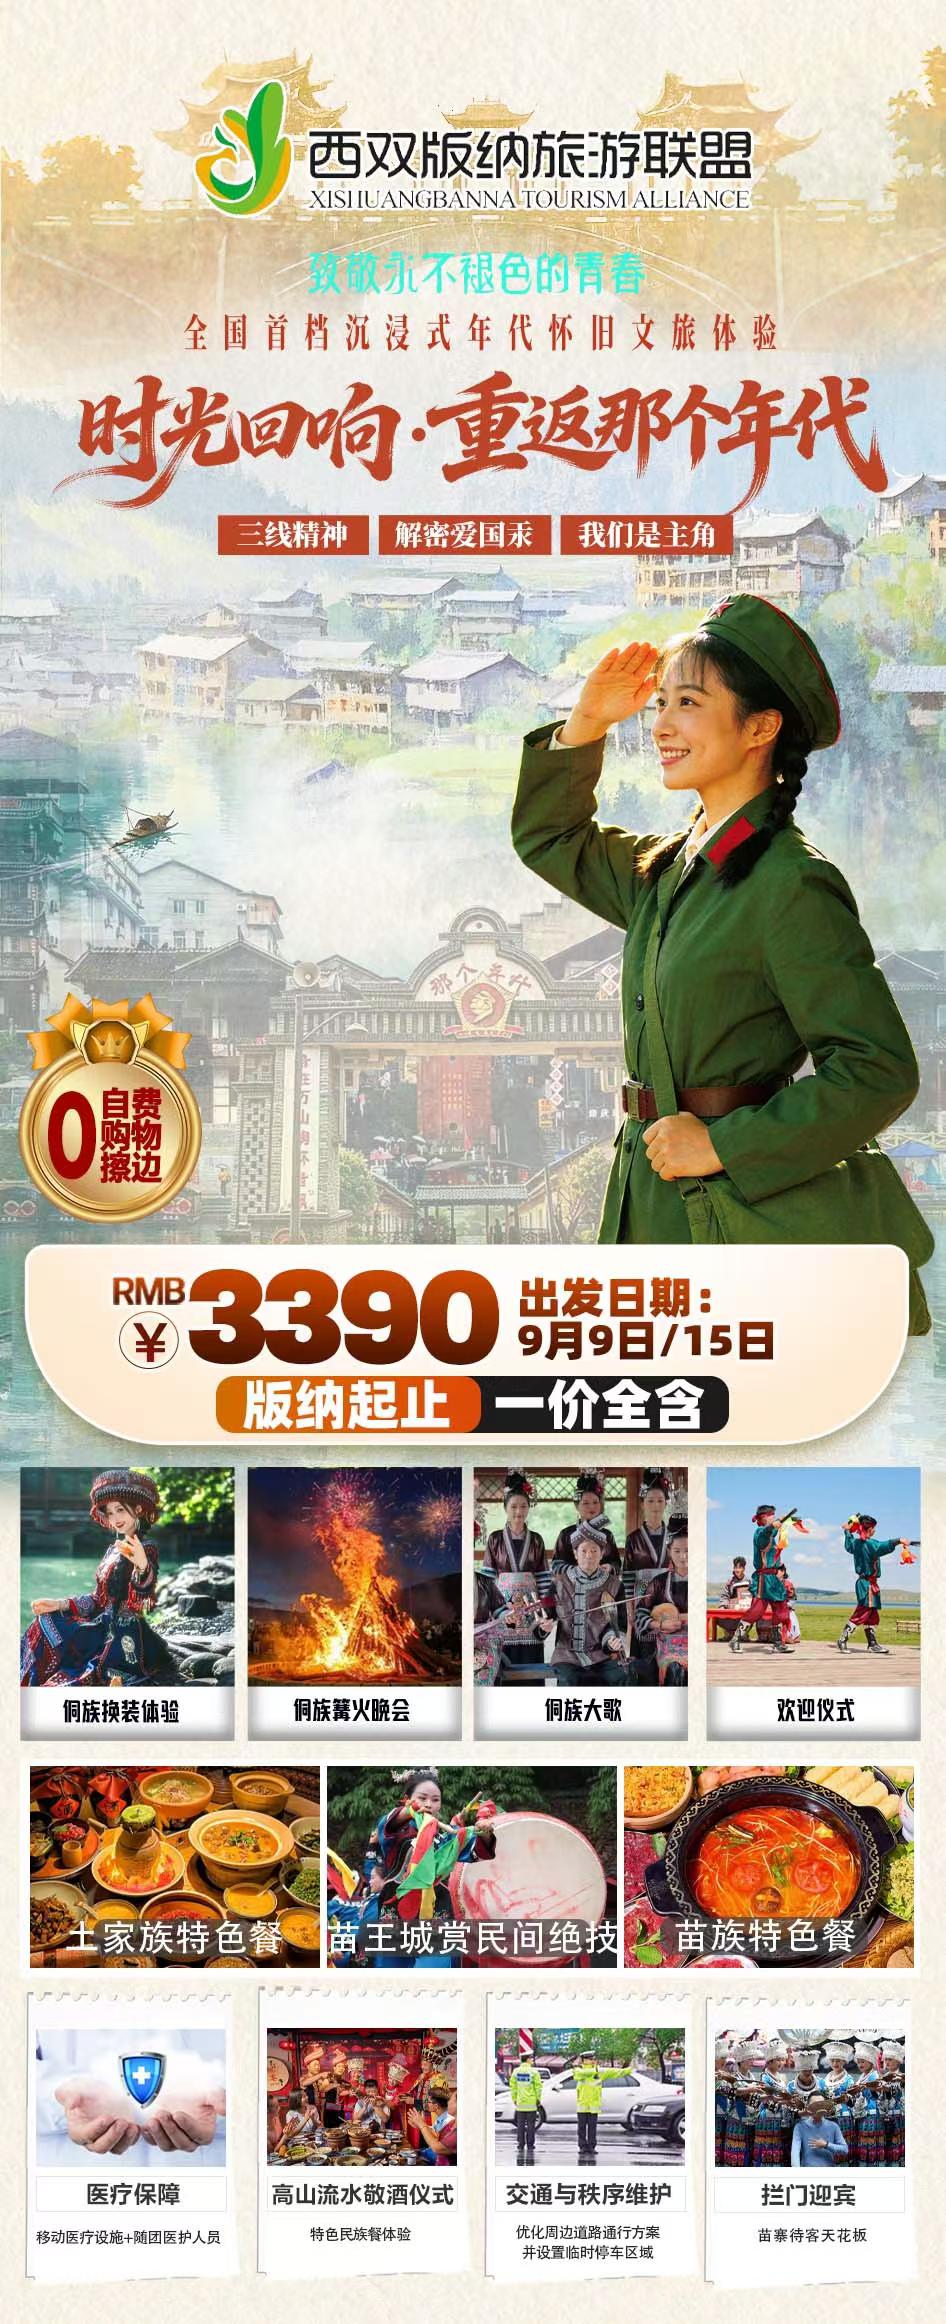 西双版纳旅游联盟
XISHUANGBANNA TOURISM ALLIANCE
致敬永不褪色的青春
全国首档沉浸式年代怀旧文旅体验
时光回响·重返那个年代
三线精神 解密爱国汞 我们是主角
那个年代
0 自费
购物
擦边
RMB
¥ 3390
出发日期：
9月9日/15日
版纳起止 一价全含
侗族换装体验 侗族篝火晚会 侗族大歌 欢迎仪式
土家族特色餐 苗王城赏民间绝技 苗族特色餐
医疗保障 高山流水敬酒仪式 交通与秩序维护 拦门迎宾
移动医疗设施+随团医护人员 特色民族餐体验 优化周边道路通行方案 苗寨待客天花板
并设置临时停车区域